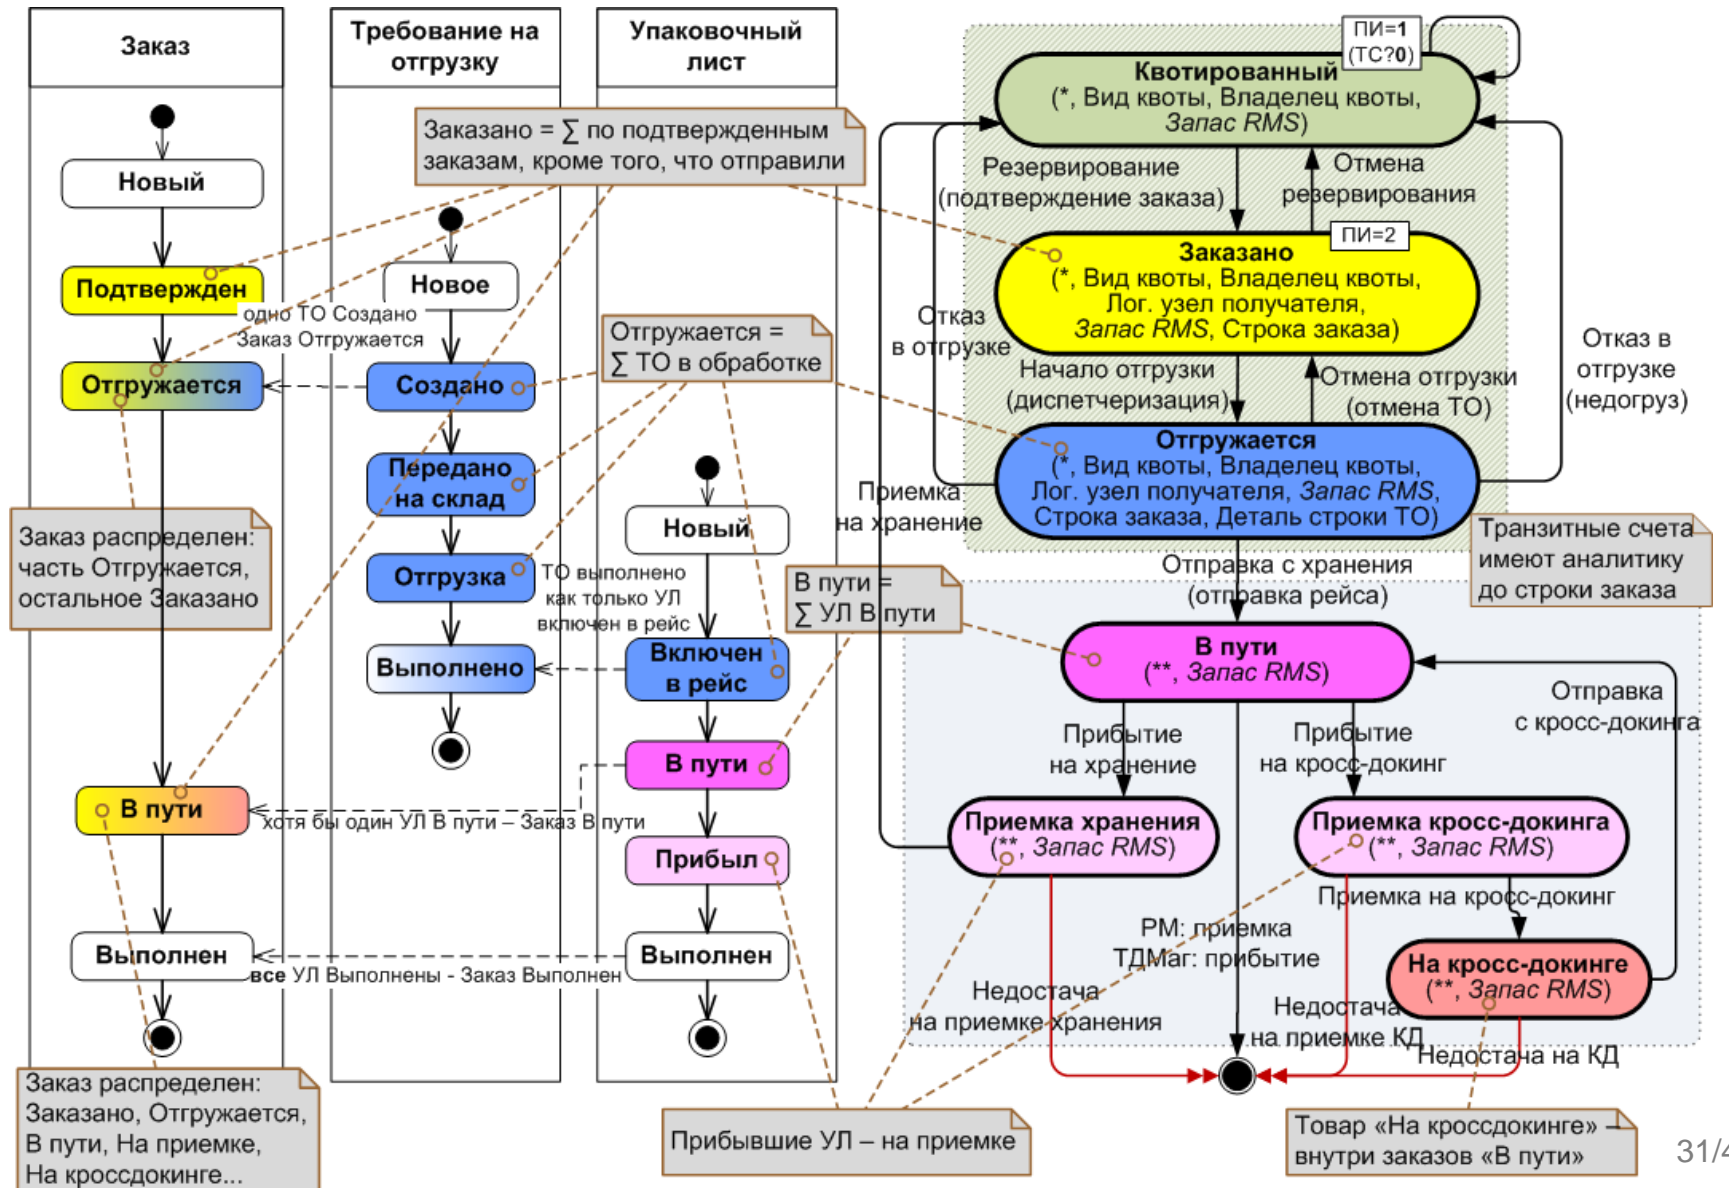 Заказ
Требование на
отгрузку
Упаковочный
лист
Новый
Подтвержден
Отгружается
В пути
Выполнен
Новое
Создано
Передано
на склад
Отгрузка
Выполнено
Новый
Включен
в рейс
В пути
Прибыл
Выполнен
одно ТО Создано
Заказ Отгружается
ТО выполнено
как только УЛ
включен в рейс
хотя бы один УЛ В пути – Заказ В пути
все УЛ Выполнены - Заказ Выполнен
Заказано = ∑ по подтвержденным
заказам, кроме того, что отправили
Отгружается =
∑ ТО в обработке
В пути =
∑ УЛ В пути
Заказ распределен:
часть Отгружается,
остальное Заказано
Заказ распределен:
Заказано, Отгружается,
В пути, На приемке,
На кроссдокинге...
Прибывшие УЛ – на приемке
Товар «На кроссдокинге» –
внутри заказов «В пути»
Транзитные счета
имеют аналитику
до строки заказа
ПИ=1
(ТС?0)
Квотированный
(*, Вид квоты, Владелец квоты,
Запас RMS)
Резервирование
(подтверждение заказа)
Отмена
резервирования
ПИ=2
Заказано
(*, Вид квоты, Владелец квоты,
Лог. узел получателя,
Запас RMS, Строка заказа)
Отказ
в отгрузке
Начало отгрузки
(диспетчеризация)
Отмена отгрузки
(отмена ТО)
Отказ в
отгрузке
(недогруз)
Отгружается
(*, Вид квоты, Владелец квоты,
Лог. узел получателя, Запас RMS,
Строка заказа, Деталь строки ТО)
Приемка
на хранение
Отправка с хранения
(отправка рейса)
В пути
(**, Запас RMS)
Отправка
с кросс-докинга
Прибытие
на хранение
Прибытие
на кросс-докинг
Приемка хранения
(**, Запас RMS)
Приемка кросс-докинга
(**, Запас RMS)
Приемка на кросс-докинг
РМ: приемка
ТДМаг: прибытие
На кросс-докинге
(**, Запас RMS)
Недостача
на приемке хранения
Недостача
на приемке КД
Недостача на КД
31/4